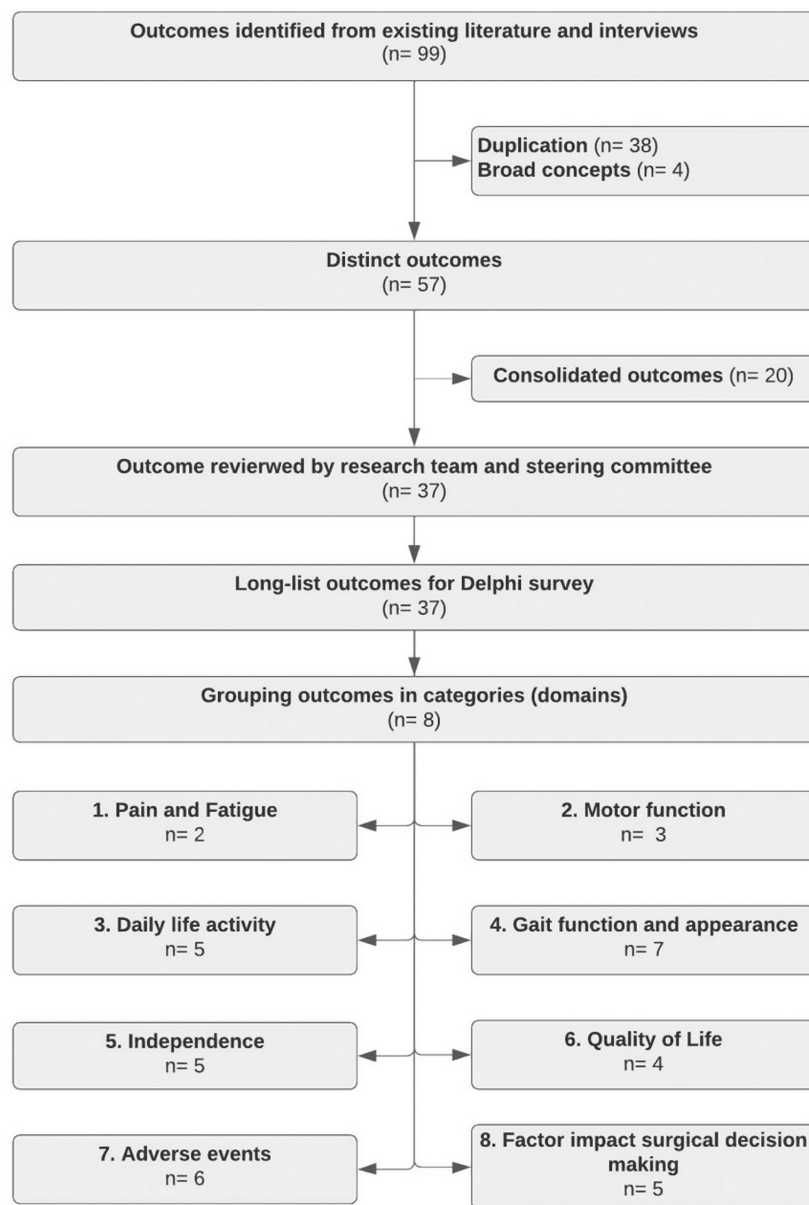 Outcomes identified from existing literature and interviews
(n= 99)
Duplication (n= 38)
Broad concepts (n= 4)
Distinct outcomes
(n= 57)
Consolidated outcomes (n= 20)
Outcome revierwed by research team and steering committee
(n= 37)
Long-list outcomes for Delphi survey
(n= 37)
Grouping outcomes in categories (domains)
(n= 8)
1. Pain and Fatigue
n= 2
2. Motor function
n= 3
3. Daily life activity
n= 5
4. Gait function and appearance
n= 7
5. Independence
n= 5
6. Quality of Life
n= 4
7. Adverse events
n= 6
8. Factor impact surgical decision
making
n= 5